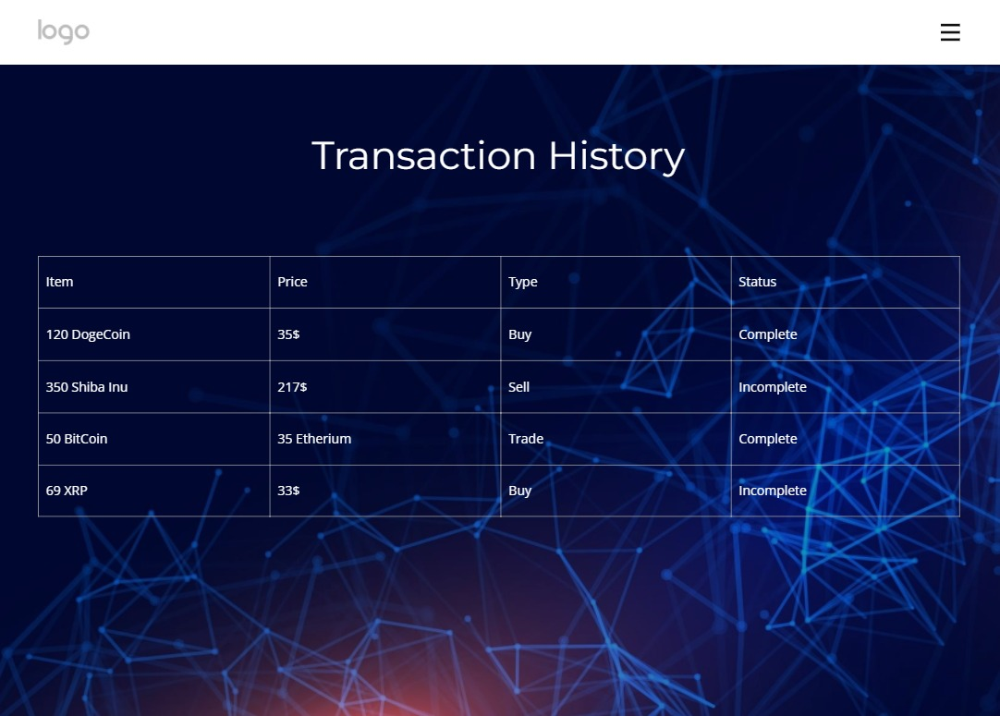 logo
Transaction History
Item Price Type Status
120 DogeCoin 35$ Buy Complete
350 Shiba Inu 217$ Sell Incomplete
50 BitCoin 35 Etherium Trade Complete
69 XRP 33$ Buy Incomplete